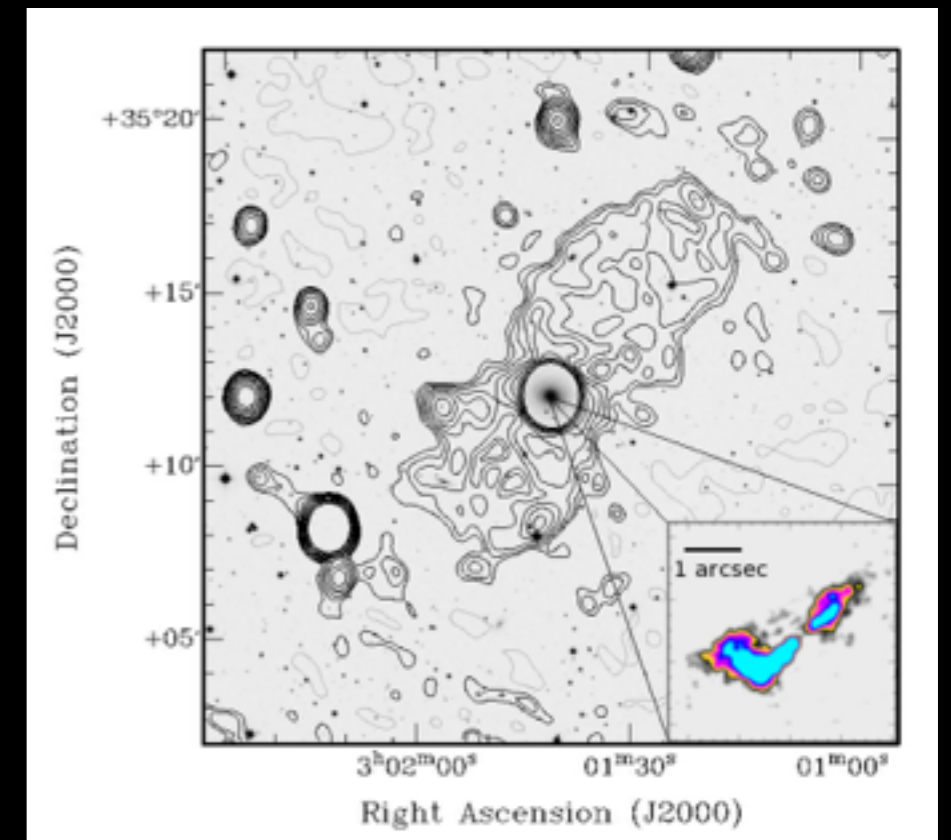 +35°20′
+15′
+10′
+05′
Declination (J2000)
1 arcsec
3ʰ02ᵐ00ˢ 01ᵐ30ˢ 01ᵐ00ˢ
Right Ascension (J2000)